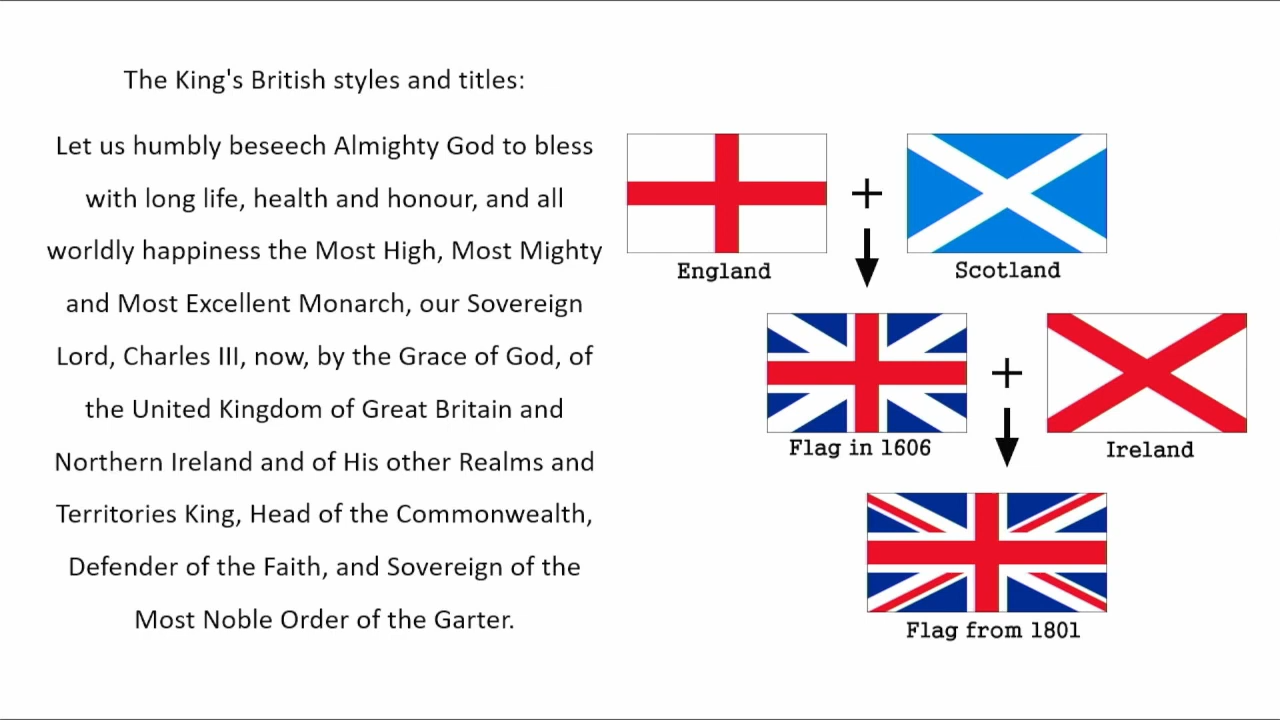 The King's British styles and titles:
Let us humbly beseech Almighty God to bless
with long life, health and honour, and all
worldly happiness the Most High, Most Mighty
and Most Excellent Monarch, our Sovereign
Lord, Charles III, now, by the Grace of God, of
the United Kingdom of Great Britain and
Northern Ireland and of His other Realms and
Territories King, Head of the Commonwealth,
Defender of the Faith, and Sovereign of the
Most Noble Order of the Garter.
+
England
Scotland
+
Flag in 1606
Ireland
Flag from 1801